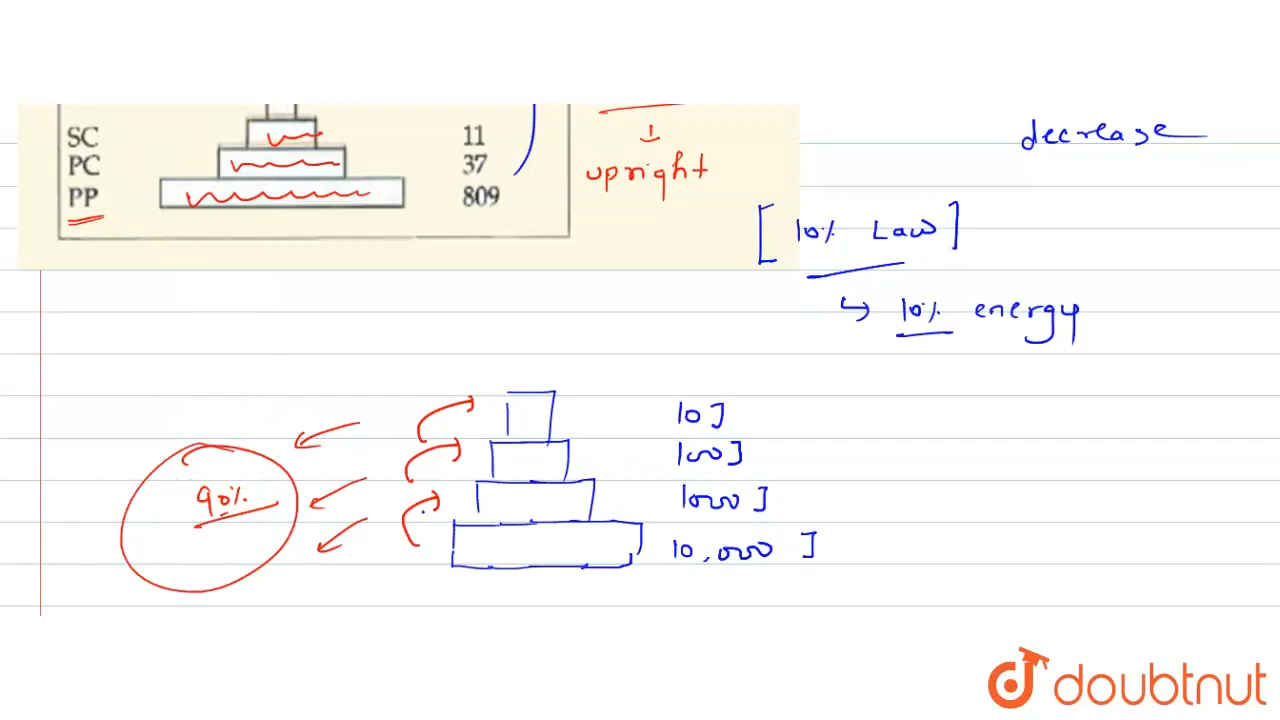 SC 11
PC 37
PP 809
upright
decrease
[10% Law]
↳ 10% energy
10 J
100 J
1000 J
10,000 J
90%
doubtnut